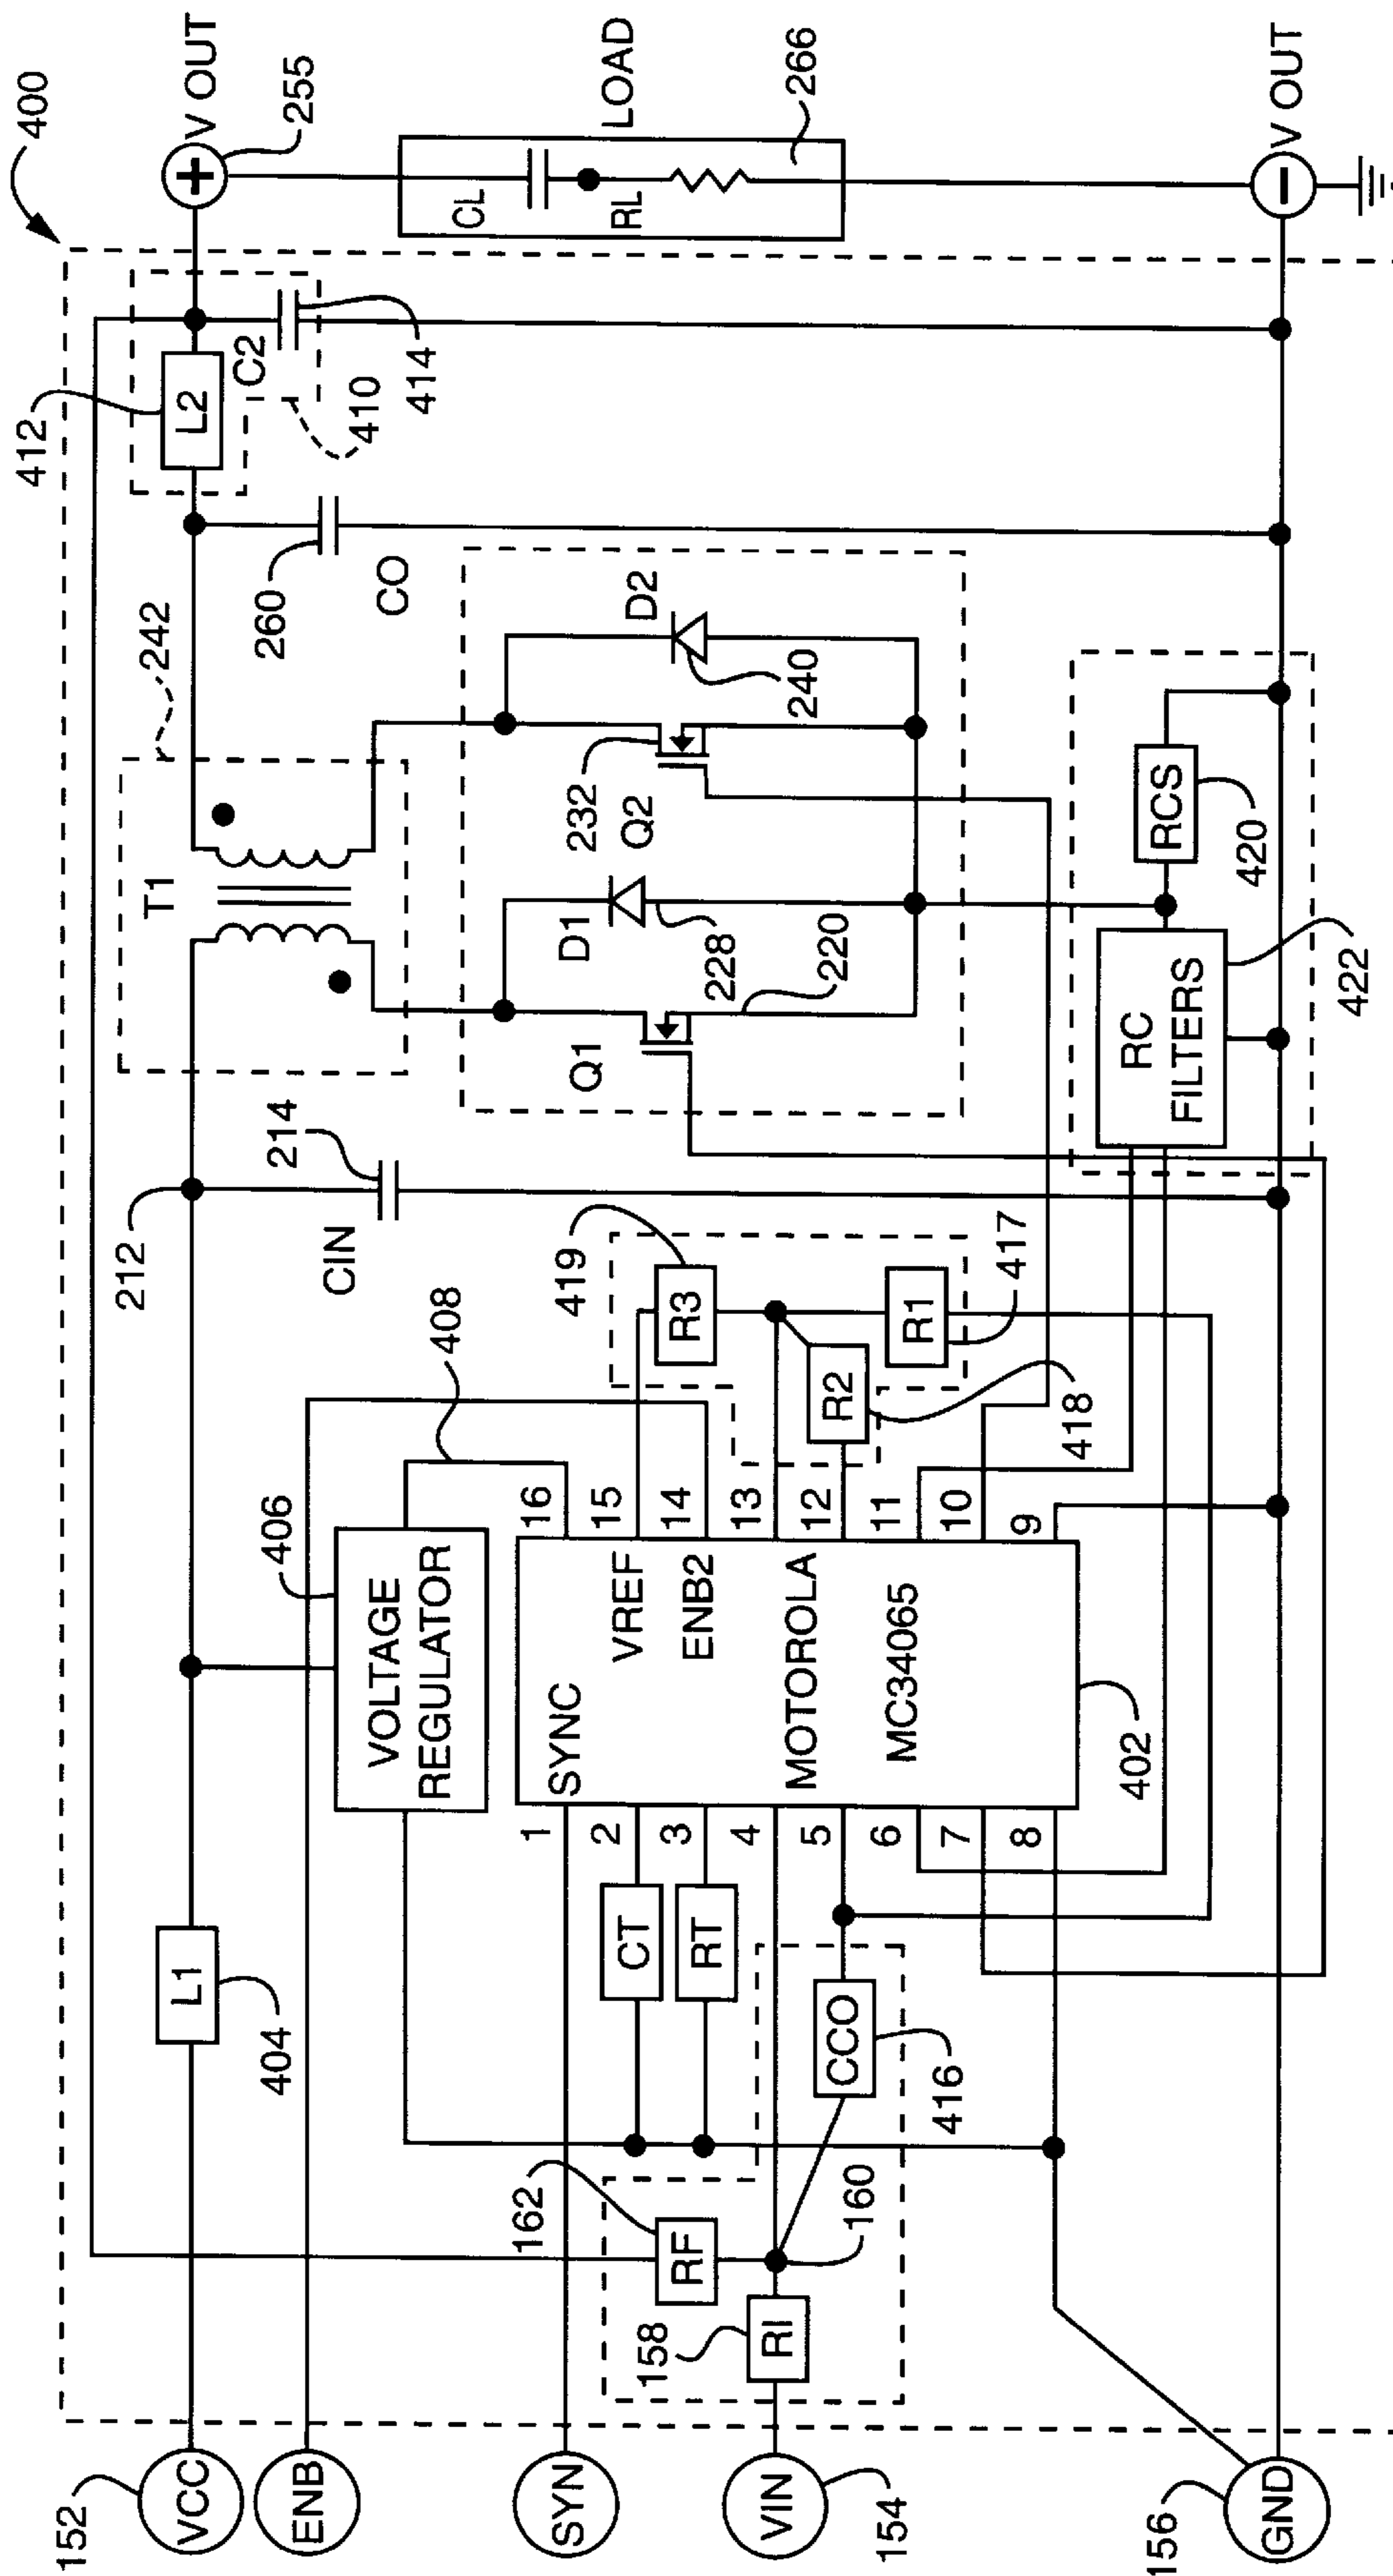 400
412
V OUT
255
152
VCC
L1
404
212
T1
242
L2
C2
414
410
260
CO
CL
RL
LOAD
266
ENB
406
VOLTAGE
REGULATOR
408
214
CIN
SYN
162
RF
158
RI
160
CT
RT
CCO
416
1
2
3
4
5
6
7
8
SYNC
VREF
ENB2
MOTOROLA
MC34065
402
16
15
14
13
12
11
10
9
419
R3
R2
R1
417
418
Q1
D1
228
220
232
Q2
D2
240
VIN
154
RC
FILTERS
422
RCS
420
156
GND
V OUT